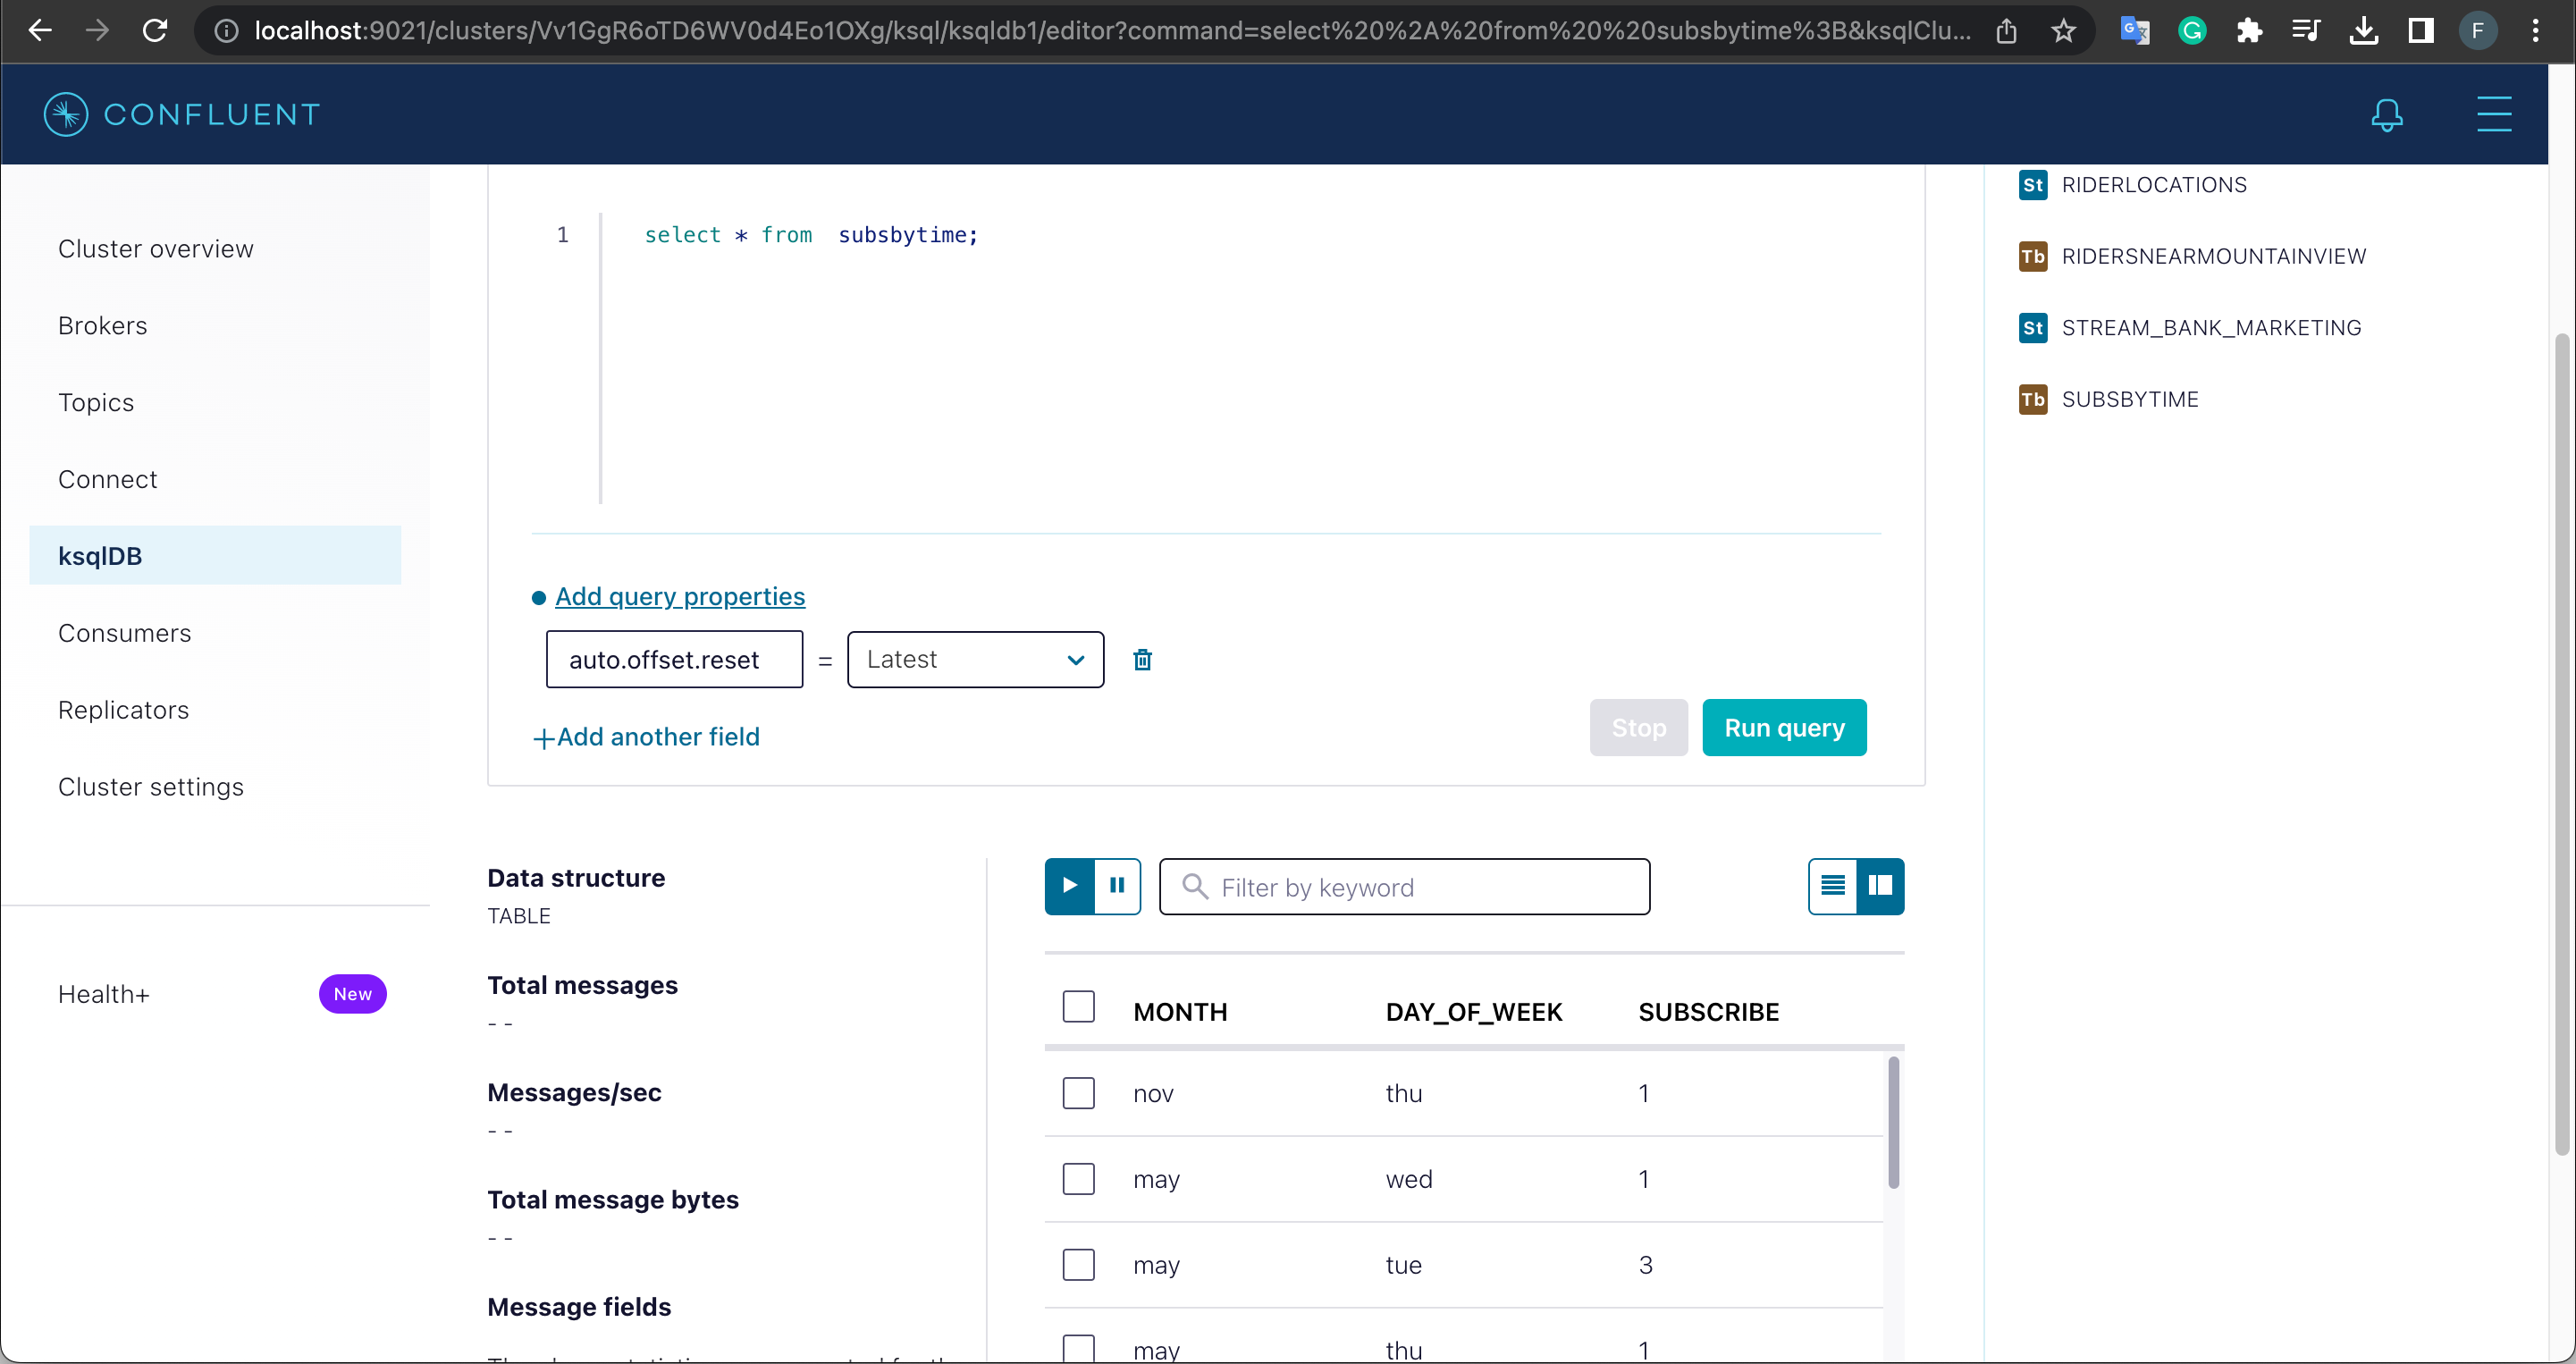 localhost:9021/clusters/Vv1GgR6oTD6WV0d4Eo1OXg/ksql/ksqldb1/editor?command=select%20%2A%20from%20%20subsbytime%3B&ksqlClu...
F
CONFLUENT
Cluster overview
Brokers
Topics
Connect
ksqlDB
Consumers
Replicators
Cluster settings
Health+ New
1 select * from  subsbytime;
Add query properties
auto.offset.reset = Latest
+Add another field
Stop Run query
Data structure
TABLE
Total messages
- -
Messages/sec
- -
Total message bytes
- -
Message fields
Filter by keyword
MONTH DAY_OF_WEEK SUBSCRIBE
nov thu 1
may wed 1
may tue 3
may thu 1
St RIDERLOCATIONS
Tb RIDERSNEARMOUNTAINVIEW
St STREAM_BANK_MARKETING
Tb SUBSBYTIME